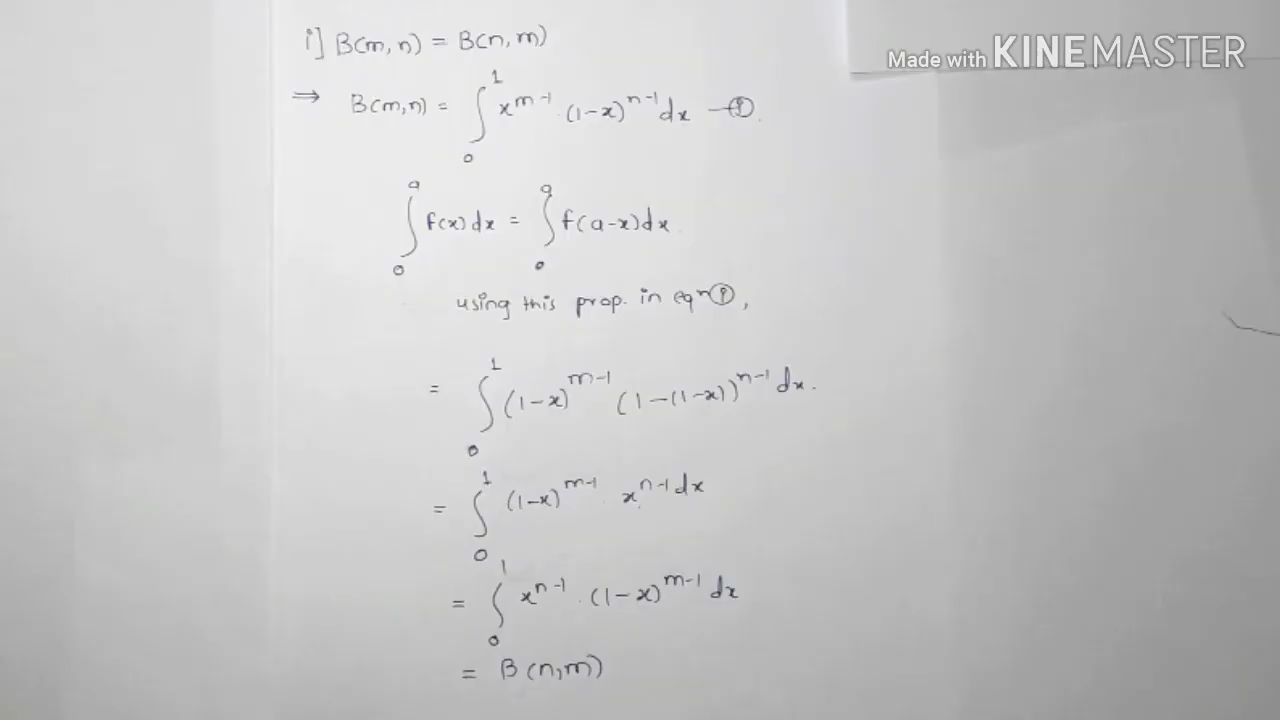 i] B(m,n) = B(n,m)
Made with KINEMASTER
⇒ B(m,n) = ∫₀¹ x^{m-1} . (1-x)^{n-1} dx —①.
∫₀ᵃ f(x) dx = ∫₀ᵃ f(a-x) dx.
using this prop. in eqⁿ①,
= ∫₀¹ (1-x)^{m-1} (1-(1-x))^{n-1} dx.
= ∫₀¹ (1-x)^{m-1} x^{n-1} dx
= ∫₀¹ x^{n-1} . (1-x)^{m-1} dx
= B(n,m)